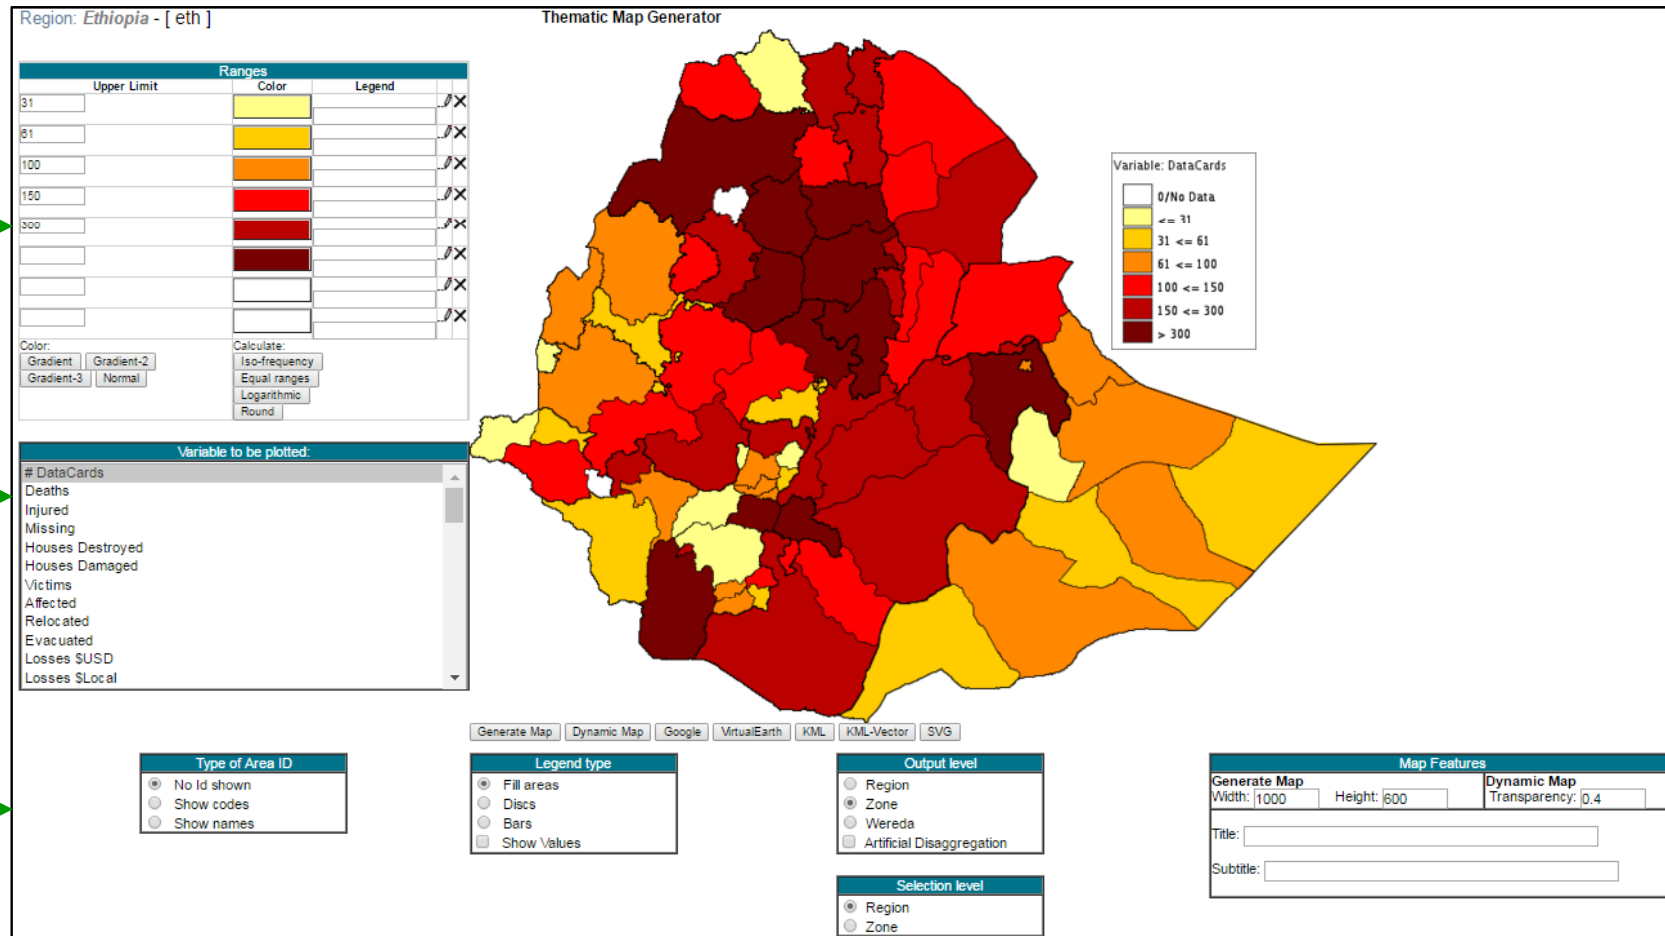 Region: Ethiopia - [ eth ]
Thematic Map Generator
Ranges
Upper Limit Color Legend
31
61
100
150
300
Color: Calculate:
Gradient Gradient-2 Iso-frequency
Gradient-3 Normal Equal ranges
Logarithmic
Round
Variable: DataCards
0/No Data
<= 31
31 <= 61
61 <= 100
100 <= 150
150 <= 300
> 300
Variable to be plotted:
# DataCards
Deaths
Injured
Missing
Houses Destroyed
Houses Damaged
Victims
Affected
Relocated
Evacuated
Losses $USD
Losses $Local
Generate Map Dynamic Map Google VirtualEarth KML KML-Vector SVG
Type of Area ID
No Id shown
Show codes
Show names
Legend type
Fill areas
Discs
Bars
Show Values
Output level
Region
Zone
Wereda
Artificial Disaggregation
Selection level
Region
Zone
Map Features
Generate Map Dynamic Map
Width: 1000 Height: 600 Transparency: 0.4
Title:
Subtitle: